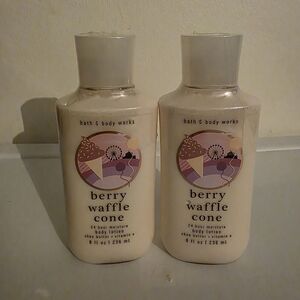 bath & body works
berry
waffle
cone
24 hour moisture
body lotion
shea butter + vitamin e
8 fl oz | 236 ml
bath & body works
berry
waffle
cone
24 hour moisture
body lotion
shea butter + vitamin e
8 fl oz | 236 ml